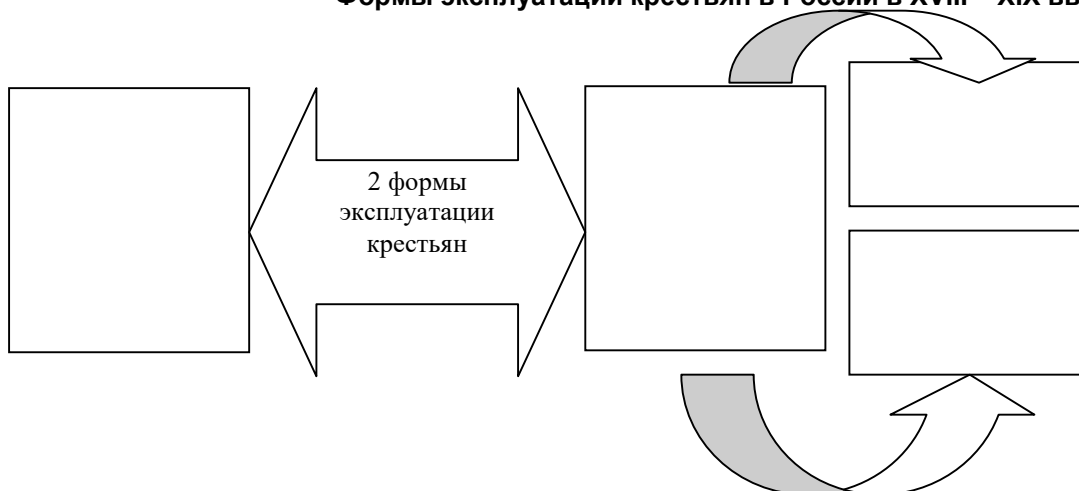 Формы эксплуатации крестьян в России в XVIII – XIX вв
2 формы
эксплуатации
крестьян